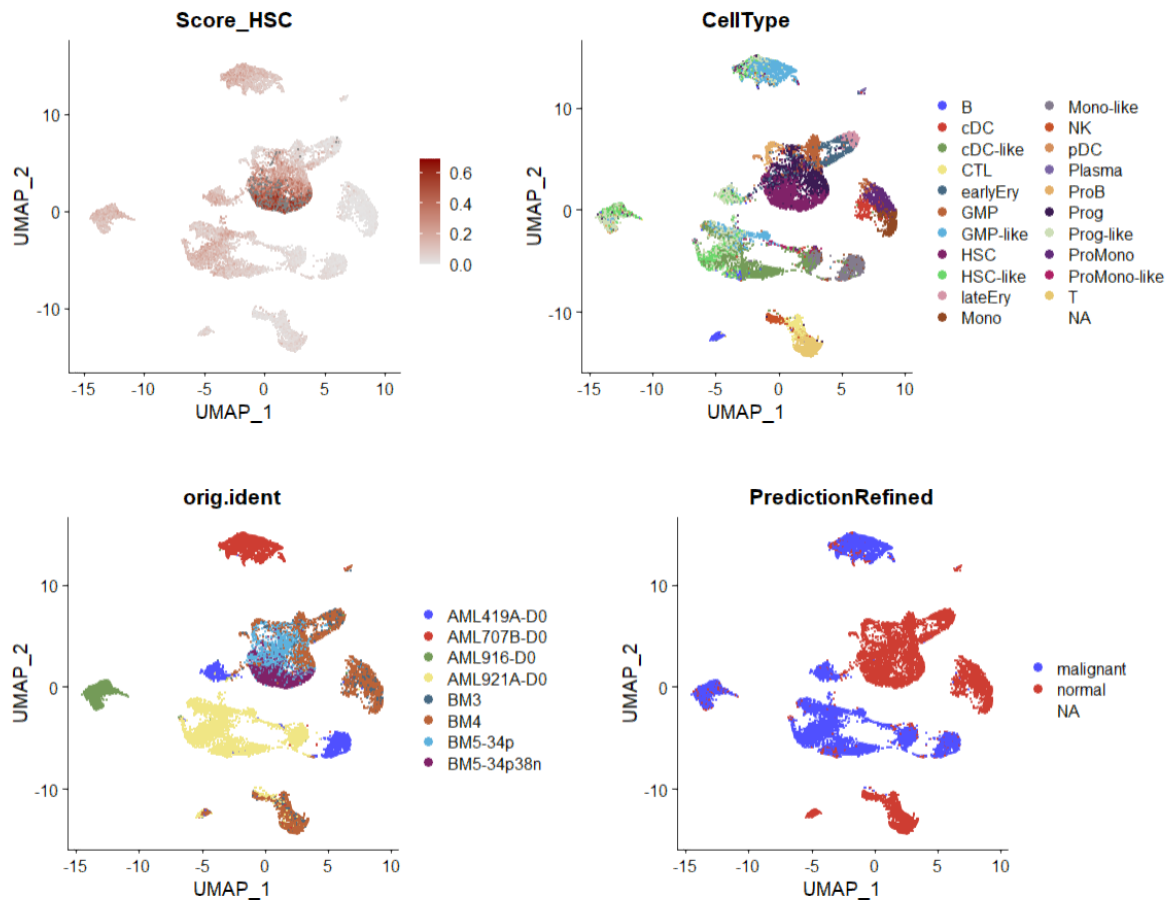 Score_HSC
10
0
-10
UMAP_2
-15
-10
-5
0
5
10
UMAP_1
0.6
0.4
0.2
0.0
CellType
10
0
-10
UMAP_2
-15
-10
-5
0
5
10
UMAP_1
B
cDC
cDC-like
CTL
earlyEry
GMP
GMP-like
HSC
HSC-like
lateEry
Mono
Mono-like
NK
pDC
Plasma
ProB
Prog
Prog-like
ProMono
ProMono-like
T
NA
orig.ident
10
0
-10
UMAP_2
-15
-10
-5
0
5
10
UMAP_1
AML419A-D0
AML707B-D0
AML916-D0
AML921A-D0
BM3
BM4
BM5-34p
BM5-34p38n
PredictionRefined
10
0
-10
UMAP_2
-15
-10
-5
0
5
10
UMAP_1
malignant
normal
NA